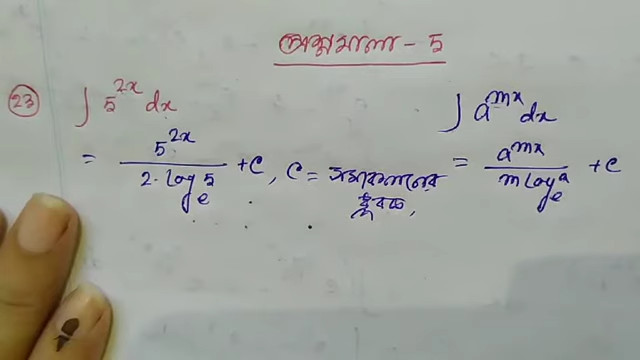 প্রশ্নমালা - 5
23 ∫ 5^{2x} dx
= 5^{2x} / (2·log_e 5) + c, c = সমাকলনের ধ্রুবক,
∫ a^{mx} dx
= a^{mx} / (m log_e a) + c